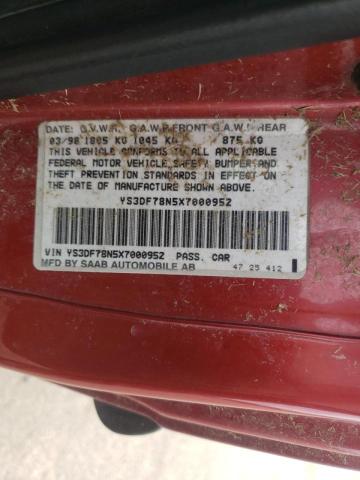 DATE: G.V.W.R. G.A.W.R FRONT G.A.W.R REAR
03/98 1805 KG 1045 KG 875 KG
THIS VEHICLE CONFORMS TO ALL APPLICABLE
FEDERAL MOTOR VEHICLE SAFETY BUMPER AND
THEFT PREVENTION STANDARDS IN EFFECT ON
THE DATE OF MANUFACTURE SHOWN ABOVE.
YS3DF78N5X7000952
VIN YS3DF78N5X7000952 PASS. CAR
MFD BY SAAB AUTOMOBILE AB 47 25 412